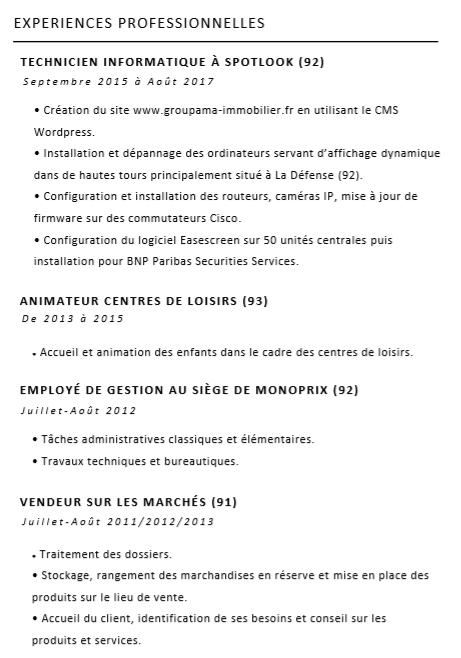 EXPERIENCES PROFESSIONNELLES
TECHNICIEN INFORMATIQUE À SPOTLOOK (92)
Septembre 2015 à Août 2017
• Création du site www.groupama-immobilier.fr en utilisant le CMS
Wordpress.
• Installation et dépannage des ordinateurs servant d’affichage dynamique
dans de hautes tours principalement situé à La Défense (92).
• Configuration et installation des routeurs, caméras IP, mise à jour de
firmware sur des commutateurs Cisco.
• Configuration du logiciel Easescreen sur 50 unités centrales puis
installation pour BNP Paribas Securities Services.
ANIMATEUR CENTRES DE LOISIRS (93)
De 2013 à 2015
• Accueil et animation des enfants dans le cadre des centres de loisirs.
EMPLOYÉ DE GESTION AU SIÈGE DE MONOPRIX (92)
Juillet-Août 2012
• Tâches administratives classiques et élémentaires.
• Travaux techniques et bureautiques.
VENDEUR SUR LES MARCHÉS (91)
Juillet-Août 2011/2012/2013
• Traitement des dossiers.
• Stockage, rangement des marchandises en réserve et mise en place des
produits sur le lieu de vente.
• Accueil du client, identification de ses besoins et conseil sur les
produits et services.